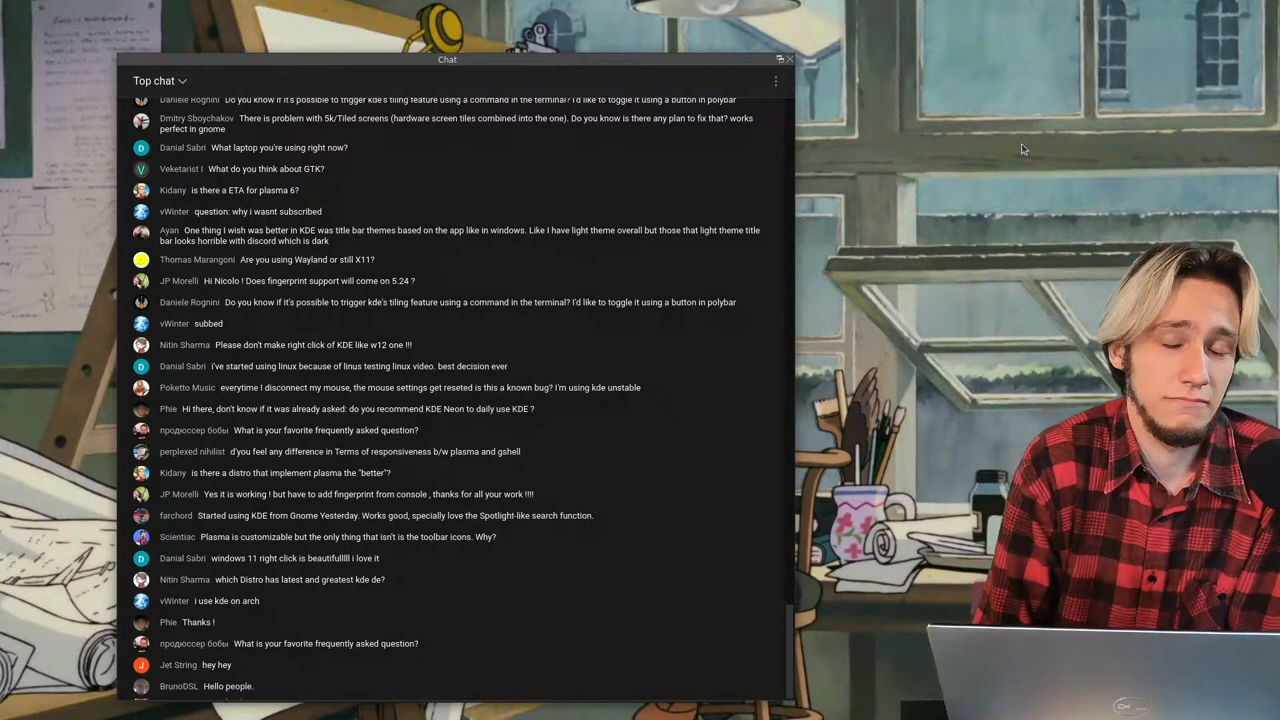 Chat
Top chat
Daniele Rognini Do you know if it's possible to trigger kde's tiling feature using a command in the terminal? I'd like to toggle it using a button in polybar
Dmitry Sboychakov There is problem with 5k/Tiled screens (hardware screen tiles combined into the one). Do you know is there any plan to fix that? works
perfect in gnome
D Danial Sabri What laptop you're using right now?
V Veketarist I What do you think about GTK?
Kidany is there a ETA for plasma 6?
vWinter question: why i wasnt subscribed
Ayan One thing I wish was better in KDE was title bar themes based on the app like in windows. Like I have light theme overall but those that light theme title
bar looks horrible with discord which is dark
Thomas Marangoni Are you using Wayland or still X11?
JP Morelli Hi Nicolo ! Does fingerprint support will come on 5.24 ?
Daniele Rognini Do you know if it's possible to trigger kde's tiling feature using a command in the terminal? I'd like to toggle it using a button in polybar
vWinter subbed
Nitin Sharma Please don't make right click of KDE like w12 one !!!
D Danial Sabri i've started using linux because of linus testing linux video. best decision ever
Poketto Music everytime I disconnect my mouse, the mouse settings get reseted is this a known bug? I'm using kde unstable
Phie Hi there, don't know if it was already asked: do you recommend KDE Neon to daily use KDE ?
продюссер бобы What is your favorite frequently asked question?
perplexed nihilist d'you feel any difference in Terms of responsiveness b/w plasma and gshell
Kidany is there a distro that implement plasma the "better"?
JP Morelli Yes it is working ! but have to add fingerprint from console , thanks for all your work !!!!
farchord Started using KDE from Gnome Yesterday. Works good, specially love the Spotlight-like search function.
Scientiac Plasma is customizable but the only thing that isn't is the toolbar icons. Why?
D Danial Sabri windows 11 right click is beautifulllll i love it
Nitin Sharma which Distro has latest and greatest kde de?
vWinter i use kde on arch
Phie Thanks !
продюссер бобы What is your favorite frequently asked question?
J Jet String hey hey
BrunoDSL Hello people.